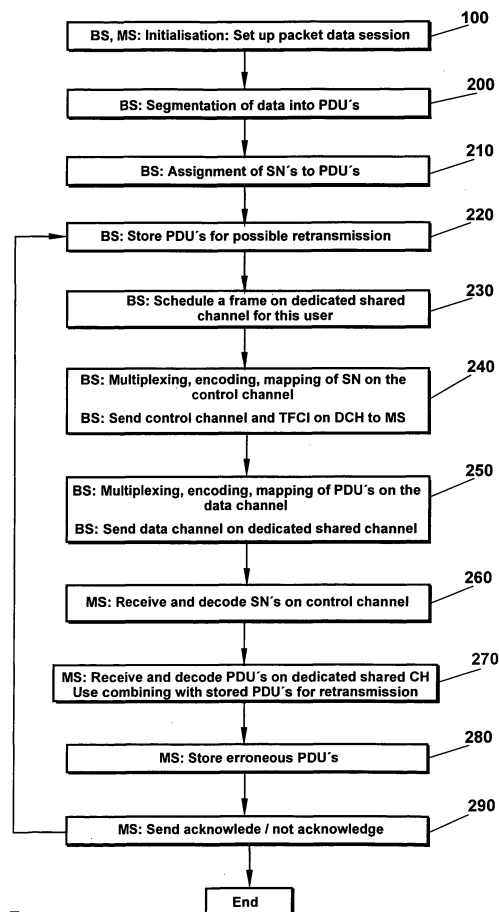 100
BS, MS: Initialisation: Set up packet data session
200
BS: Segmentation of data into PDU´s
210
BS: Assignment of SN´s to PDU´s
220
BS: Store PDU´s for possible retransmission
230
BS: Schedule a frame on dedicated shared
channel for this user
240
BS: Multiplexing, encoding, mapping of SN on the
control channel
BS: Send control channel and TFCI on DCH to MS
250
BS: Multiplexing, encoding, mapping of PDU´s on the
data channel
BS: Send data channel on dedicated shared channel
260
MS: Receive and decode SN´s on control channel
270
MS: Receive and decode PDU´s on dedicated shared CH
Use combining with stored PDU´s for retransmission
280
MS: Store erroneous PDU´s
290
MS: Send acknowlede / not acknowledge
End